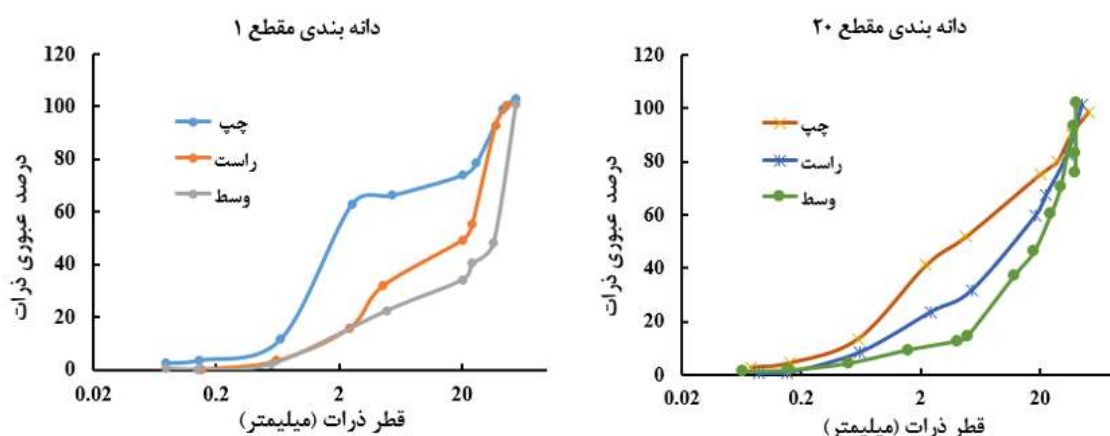 دانه بندی مقطع ۱
120
100
80
60
40
20
0
0.02
0.2
2
20
چپ
راست
وسط
درصد عبوری ذرات
قطر ذرات (میلیمتر)
دانه بندی مقطع ۲۰
120
100
80
60
40
20
0
0.02
0.2
2
20
چپ
راست
وسط
درصد عبوری ذرات
قطر ذرات (میلیمتر)